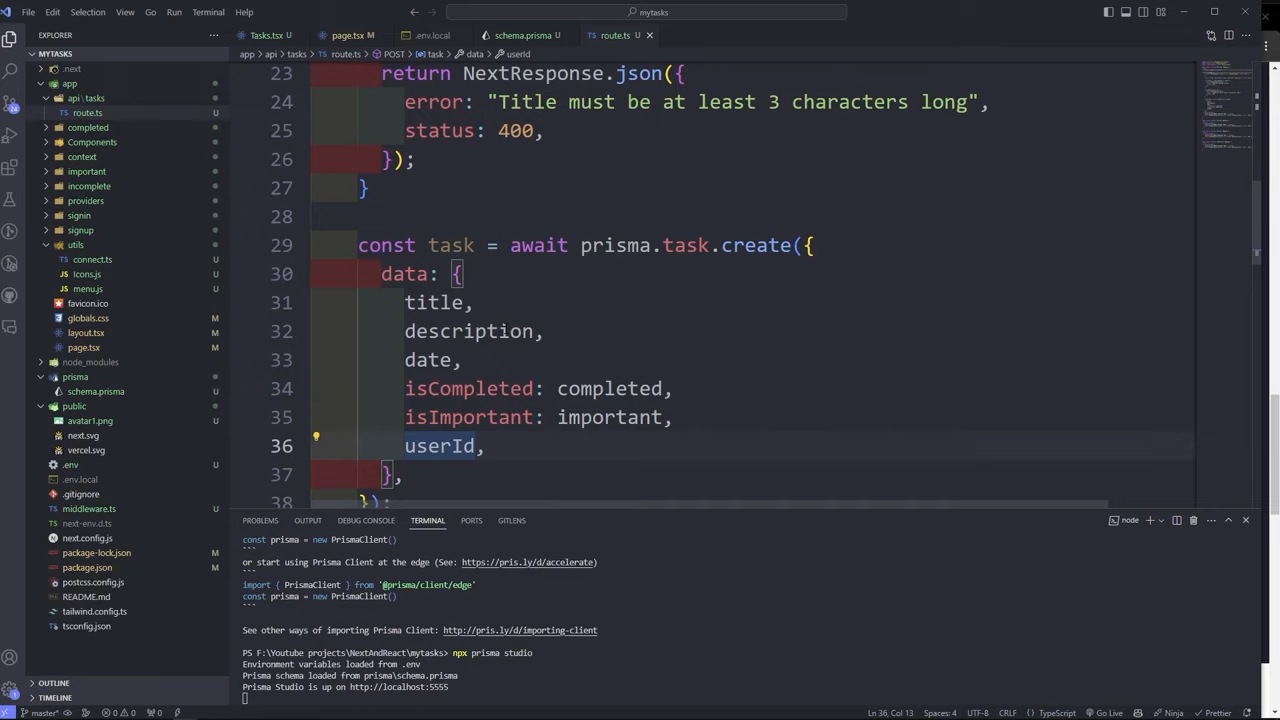 File Edit Selection View Go Run Terminal Help
mytasks
EXPLORER
Tasks.tsx U
page.tsx M
.env.local
schema.prisma U
route.ts U
MYTASKS
app > api > tasks > route.ts > POST > task > data > userId
.next
app
api\tasks
route.ts U
completed
Components
context
important
incomplete
providers
signin
signup
utils
connect.ts U
Icons.js U
menu.js U
favicon.ico
globals.css M
layout.tsx M
page.tsx M
node_modules
prisma
schema.prisma U
public
avatar1.png U
next.svg
vercel.svg
.env U
.env.local
.gitignore
middleware.ts U
next-env.d.ts
next.config.js
package-lock.json M
package.json M
postcss.config.js
README.md
tailwind.config.ts
tsconfig.json
OUTLINE
TIMELINE
23 return NextResponse.json({
24 error: "Title must be at least 3 characters long",
25 status: 400,
26 });
27 }
28
29 const task = await prisma.task.create({
30 data: {
31 title,
32 description,
33 date,
34 isCompleted: completed,
35 isImportant: important,
36 userId,
37 },
38 });
PROBLEMS OUTPUT DEBUG CONSOLE TERMINAL PORTS GITLENS
node
const prisma = new PrismaClient()
```
or start using Prisma Client at the edge (See: https://pris.ly/d/accelerate)
```
import { PrismaClient } from '@prisma/client/edge'
const prisma = new PrismaClient()
```
See other ways of importing Prisma Client: http://pris.ly/d/importing-client
PS F:\Youtube projects\NextAndReact\mytasks> npx prisma studio
Environment variables loaded from .env
Prisma schema loaded from prisma\schema.prisma
Prisma Studio is up on http://localhost:5555
master* 0 0 0 Ln 36, Col 13 Spaces: 4 UTF-8 CRLF TypeScript Go Live Ninja Prettier